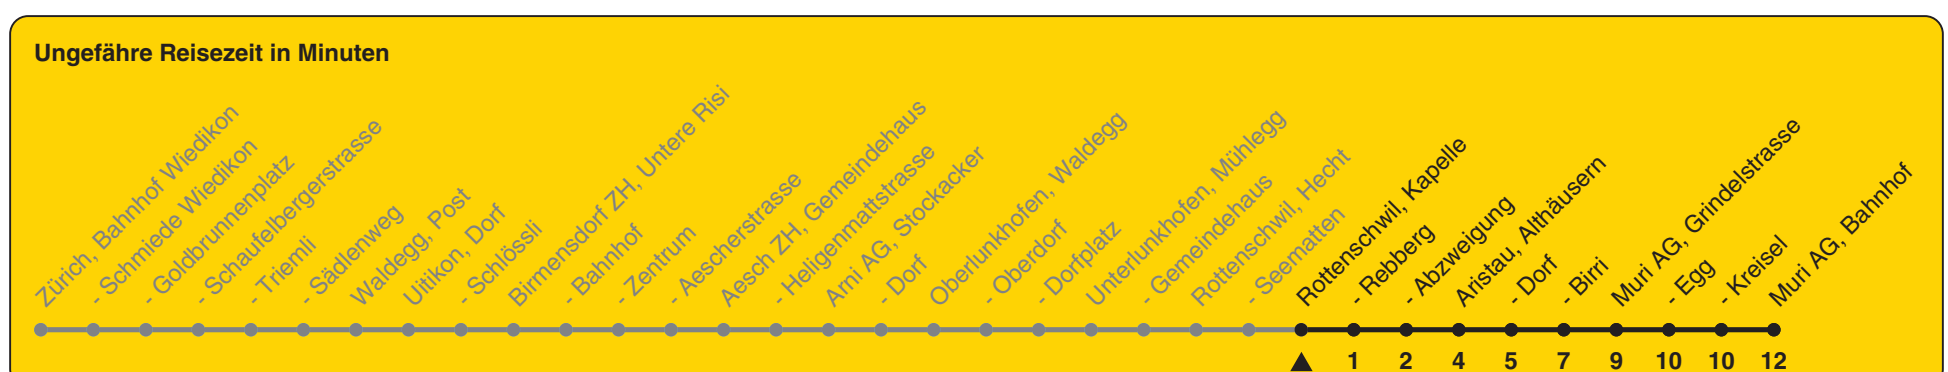 Ungefähre Reisezeit in Minuten
Zürich, Bahnhof Wiedikon
- Schmiede Wiedikon
- Goldbrunnenplatz
- Schaufelbergerstrasse
- Triemli
- Sädlenweg
Waldegg, Post
Uitikon, Dorf
- Schlössli
Birmensdorf ZH, Untere Risi
- Bahnhof
- Zentrum
- Aescherstrasse
Aesch ZH, Gemeindehaus
- Heligenmattstrasse
Arni AG, Stockacker
- Dorf
Oberlunkhofen, Waldegg
- Oberdorf
- Dorfplatz
Unterlunkhofen, Mühlegg
- Gemeindehaus
Rottenschwil, Hecht
- Seematten
Rottenschwil, Kapelle
- Rebberg
- Abzweigung
Aristau, Althäusern
- Dorf
- Birri
Muri AG, Grindelstrasse
- Egg
- Kreisel
Muri AG, Bahnhof
1 2 4 5 7 9 10 10 12